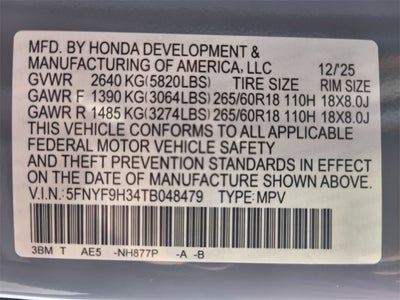 MFD. BY HONDA DEVELOPMENT &
MANUFACTURING OF AMERICA, LLC 12/'25
GVWR 2640 KG(5820LBS) TIRE SIZE RIM SIZE
GAWR F 1390 KG(3064LBS) 265/60R18 110H 18X8.0J
GAWR R 1485 KG(3274LBS) 265/60R18 110H 18X8.0J
THIS VEHICLE CONFORMS TO ALL APPLICABLE
FEDERAL MOTOR VEHICLE SAFETY
AND THEFT PREVENTION STANDARDS IN EFFECT
ON THE DATE OF MANUFACTURE SHOWN ABOVE.
V.I.N.: 5FNYF9H34TB048479 TYPE: MPV
3BM T AE5 -NH877P -A -B